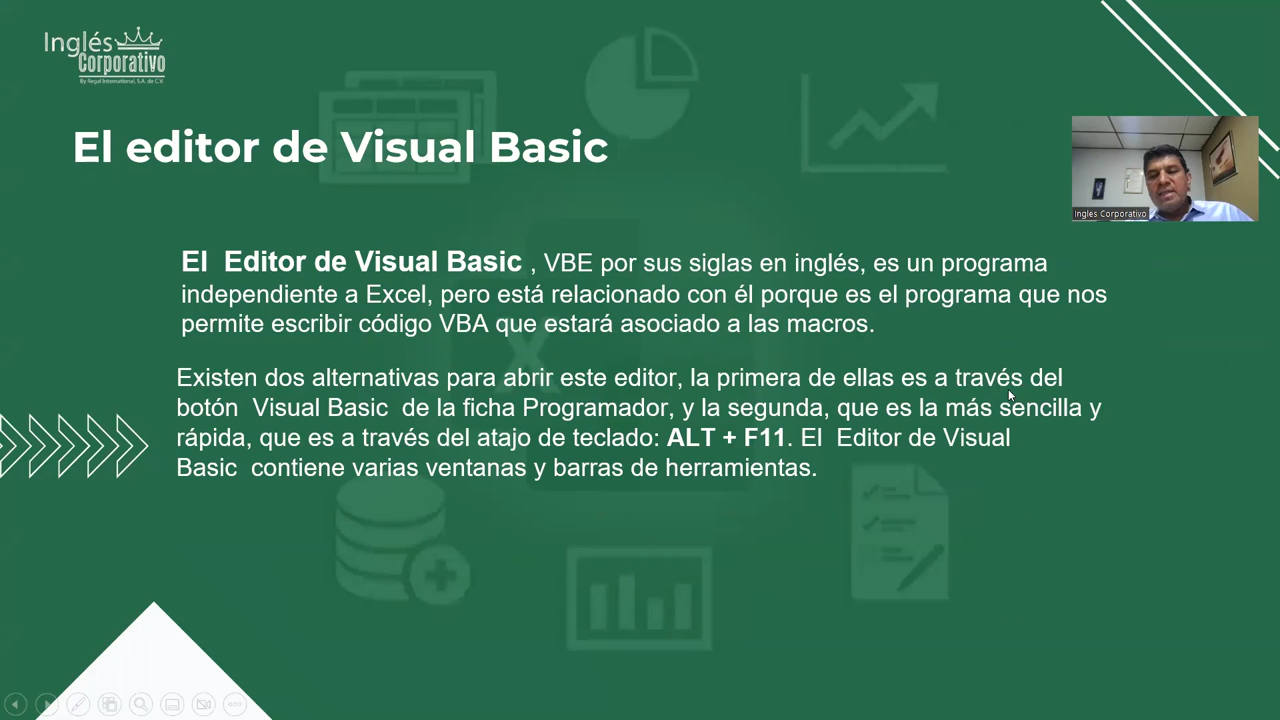 Inglés
Corporativo
By Regal International, S.A. de C.V.
El editor de Visual Basic
Ingles Corporativo
El Editor de Visual Basic , VBE por sus siglas en inglés, es un programa
independiente a Excel, pero está relacionado con él porque es el programa que nos
permite escribir código VBA que estará asociado a las macros.
Existen dos alternativas para abrir este editor, la primera de ellas es a través del
botón Visual Basic de la ficha Programador, y la segunda, que es la más sencilla y
rápida, que es a través del atajo de teclado: ALT + F11. El Editor de Visual
Basic contiene varias ventanas y barras de herramientas.